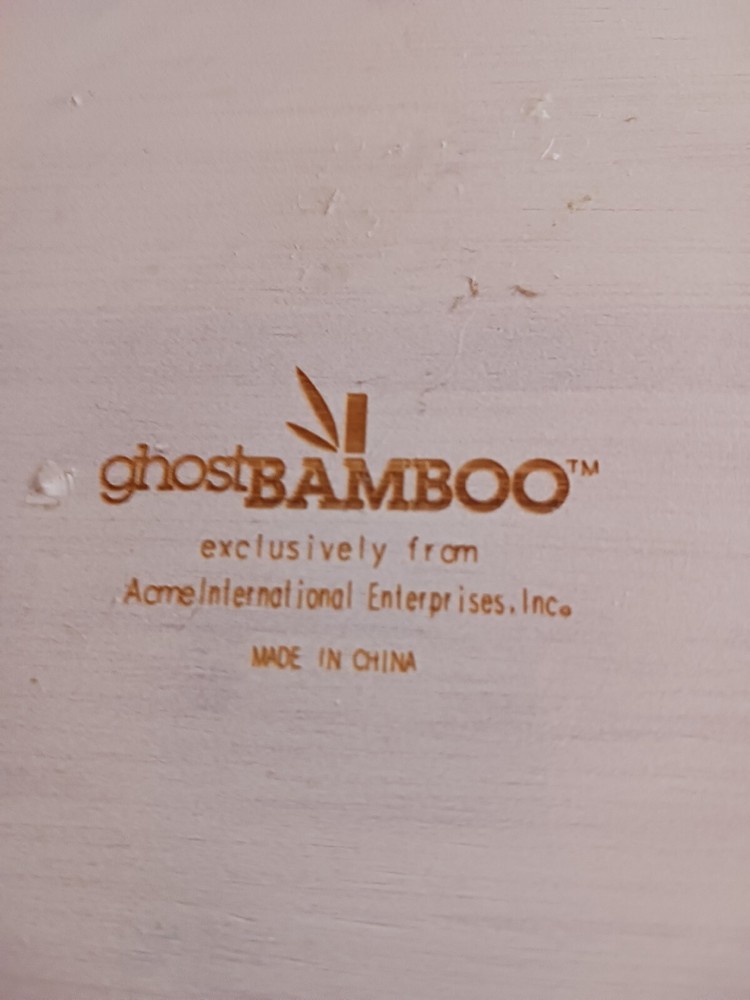 ghostBAMBOO™
exclusively from
AcmeInternational Enterprises, Inc.
MADE IN CHINA